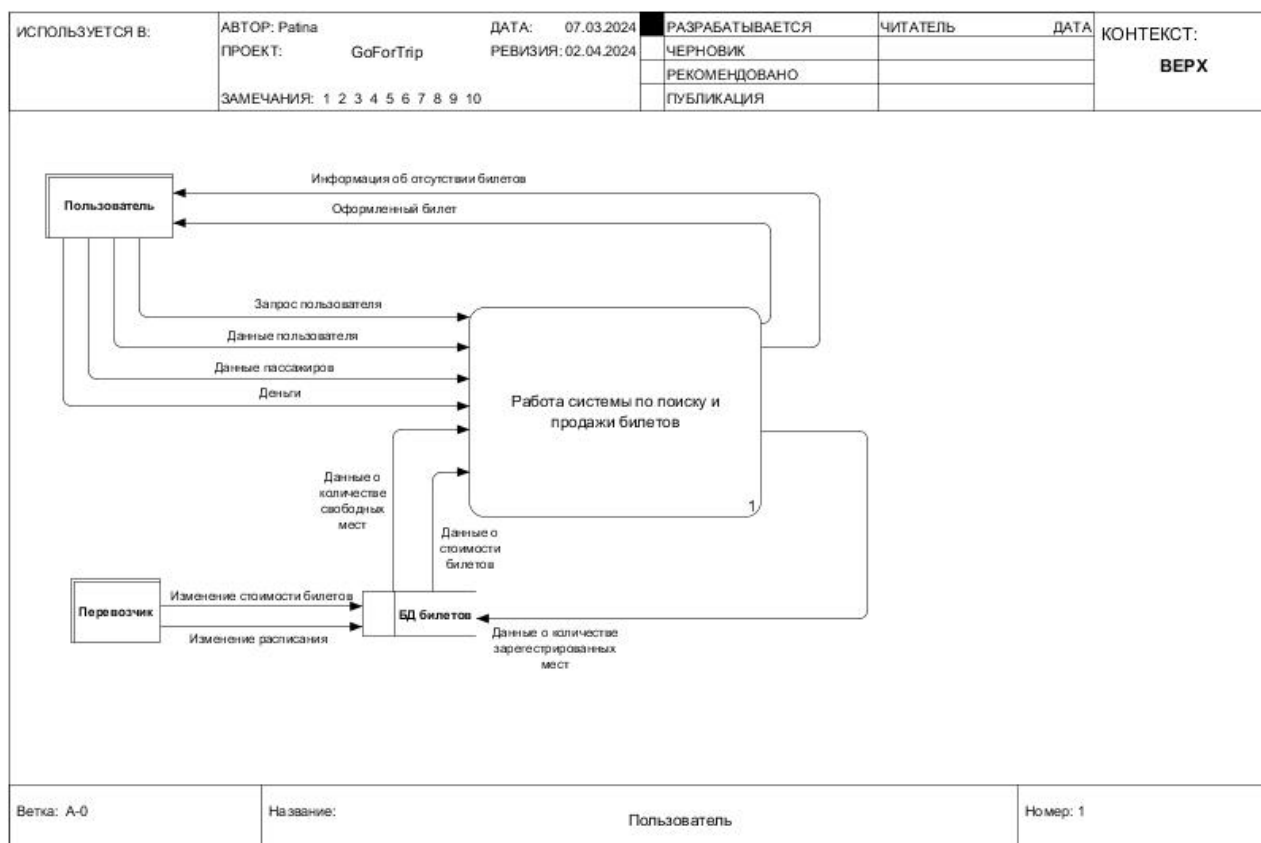 ИСПОЛЬЗУЕТСЯ В:
АВТОР: Patina
ДАТА: 07.03.2024
ПРОЕКТ: GoForTrip
РЕВИЗИЯ: 02.04.2024
ЗАМЕЧАНИЯ: 1 2 3 4 5 6 7 8 9 10
РАЗРАБАТЫВАЕТСЯ
ЧЕРНОВИК
РЕКОМЕНДОВАНО
ПУБЛИКАЦИЯ
ЧИТАТЕЛЬ
ДАТА
КОНТЕКСТ:
ВЕРХ
Информация об отсутствии билетов
Пользователь
Оформленный билет
Запрос пользователя
Данные пользователя
Данные пассажиров
Деньги
Работа системы по поиску и
продажи билетов
1
Данные о
количестве
свободных
мест
Данные о
стоимости
билетов
Перевозчик
Изменение стоимости билетов
Изменение расписания
БД билетов
Данные о количестве
зарегестрированных
мест
Ветка: A-0
Название:
Пользователь
Номер: 1